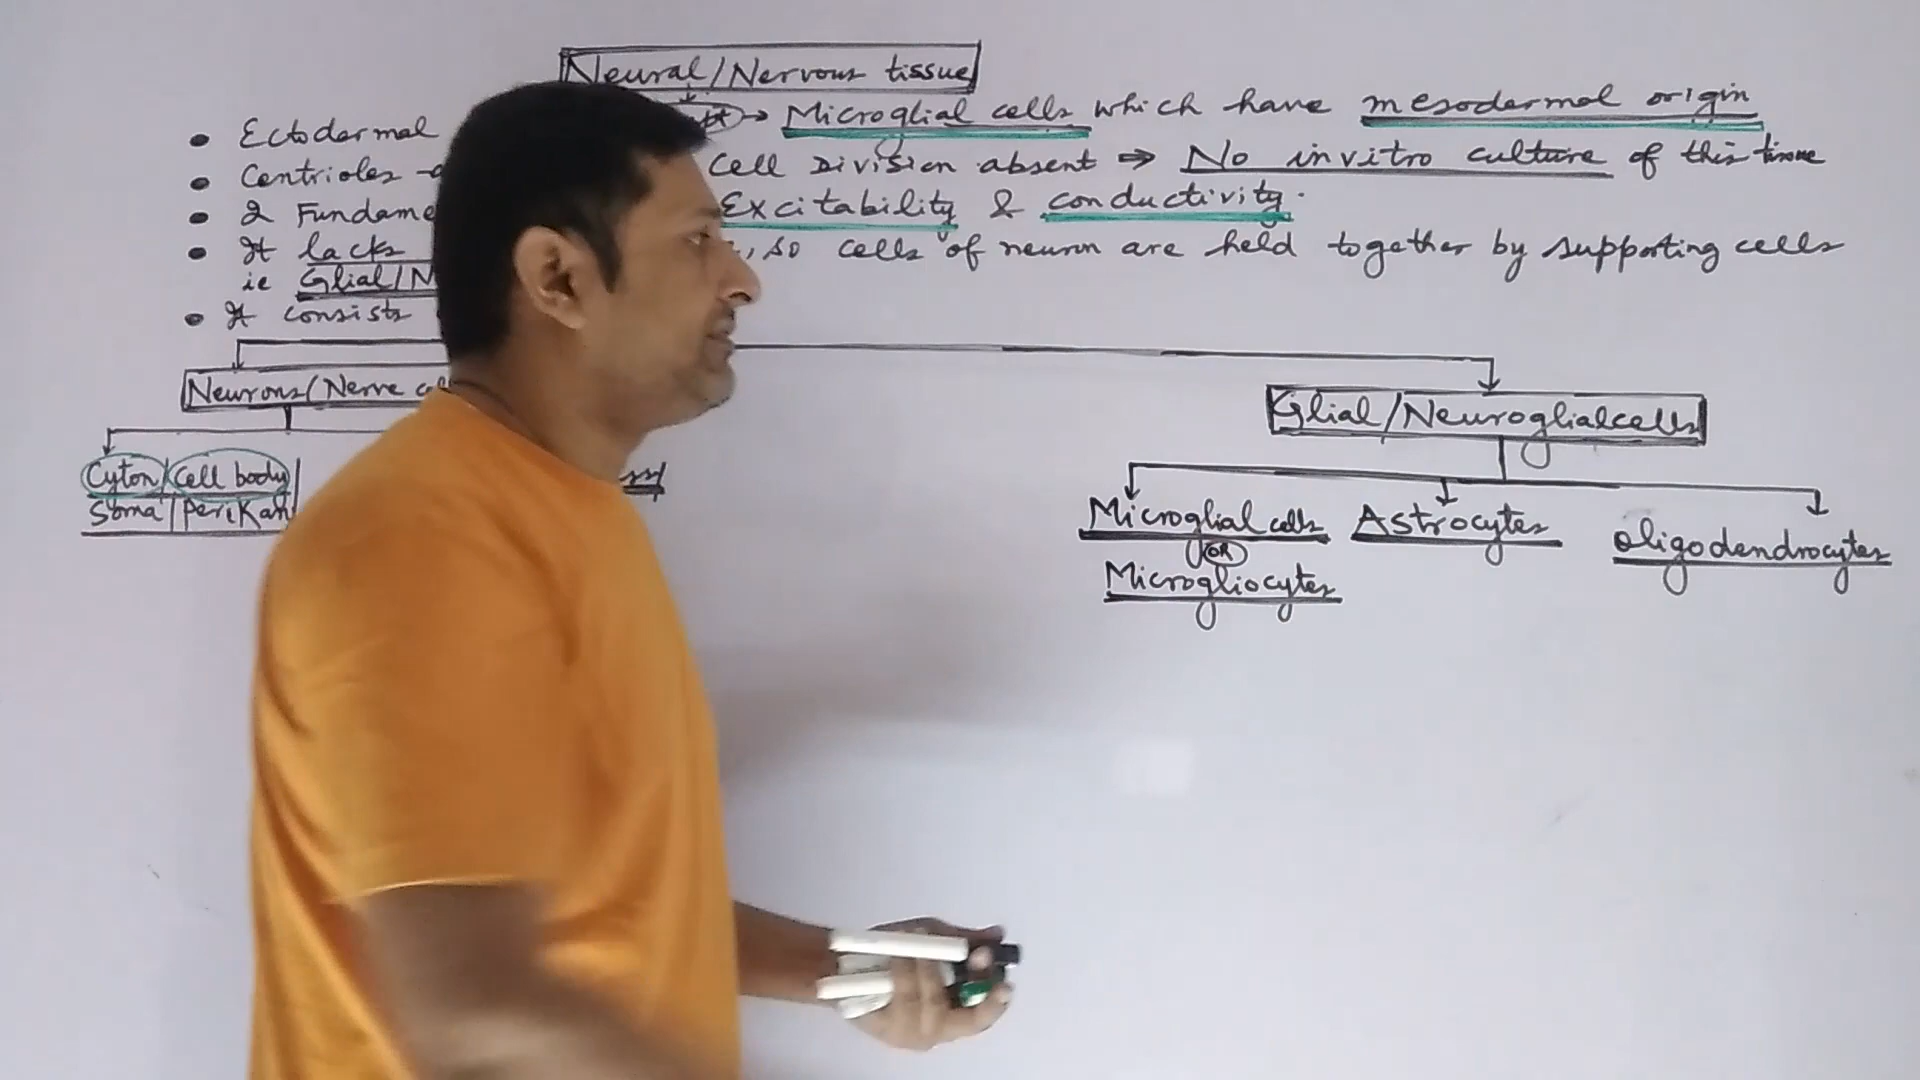 Neural/Nervous tissue
• Ectodermal → Microglial cells which have mesodermal origin
• Centrioles Cell Division absent ⇒ No invitro culture of this tissue
• 2 Fundame Excitability & conductivity.
• It lacks , so cells of neuron are held together by supporting cells
ie Glial/N
• It consists
Neurons/Nerve
Glial/Neuroglialcells
Cyton/Cell body/
Soma/Perikar
Microglial cells Astrocytes Oligodendrocytes
OR
Microgliocytes